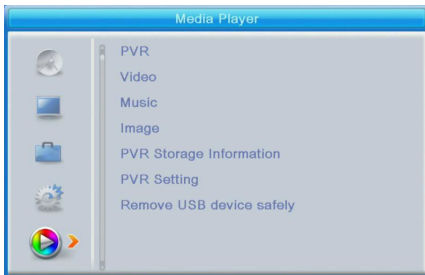 Media Player
PVR
Video
Music
Image
PVR Storage Information
PVR Setting
Remove USB device safely